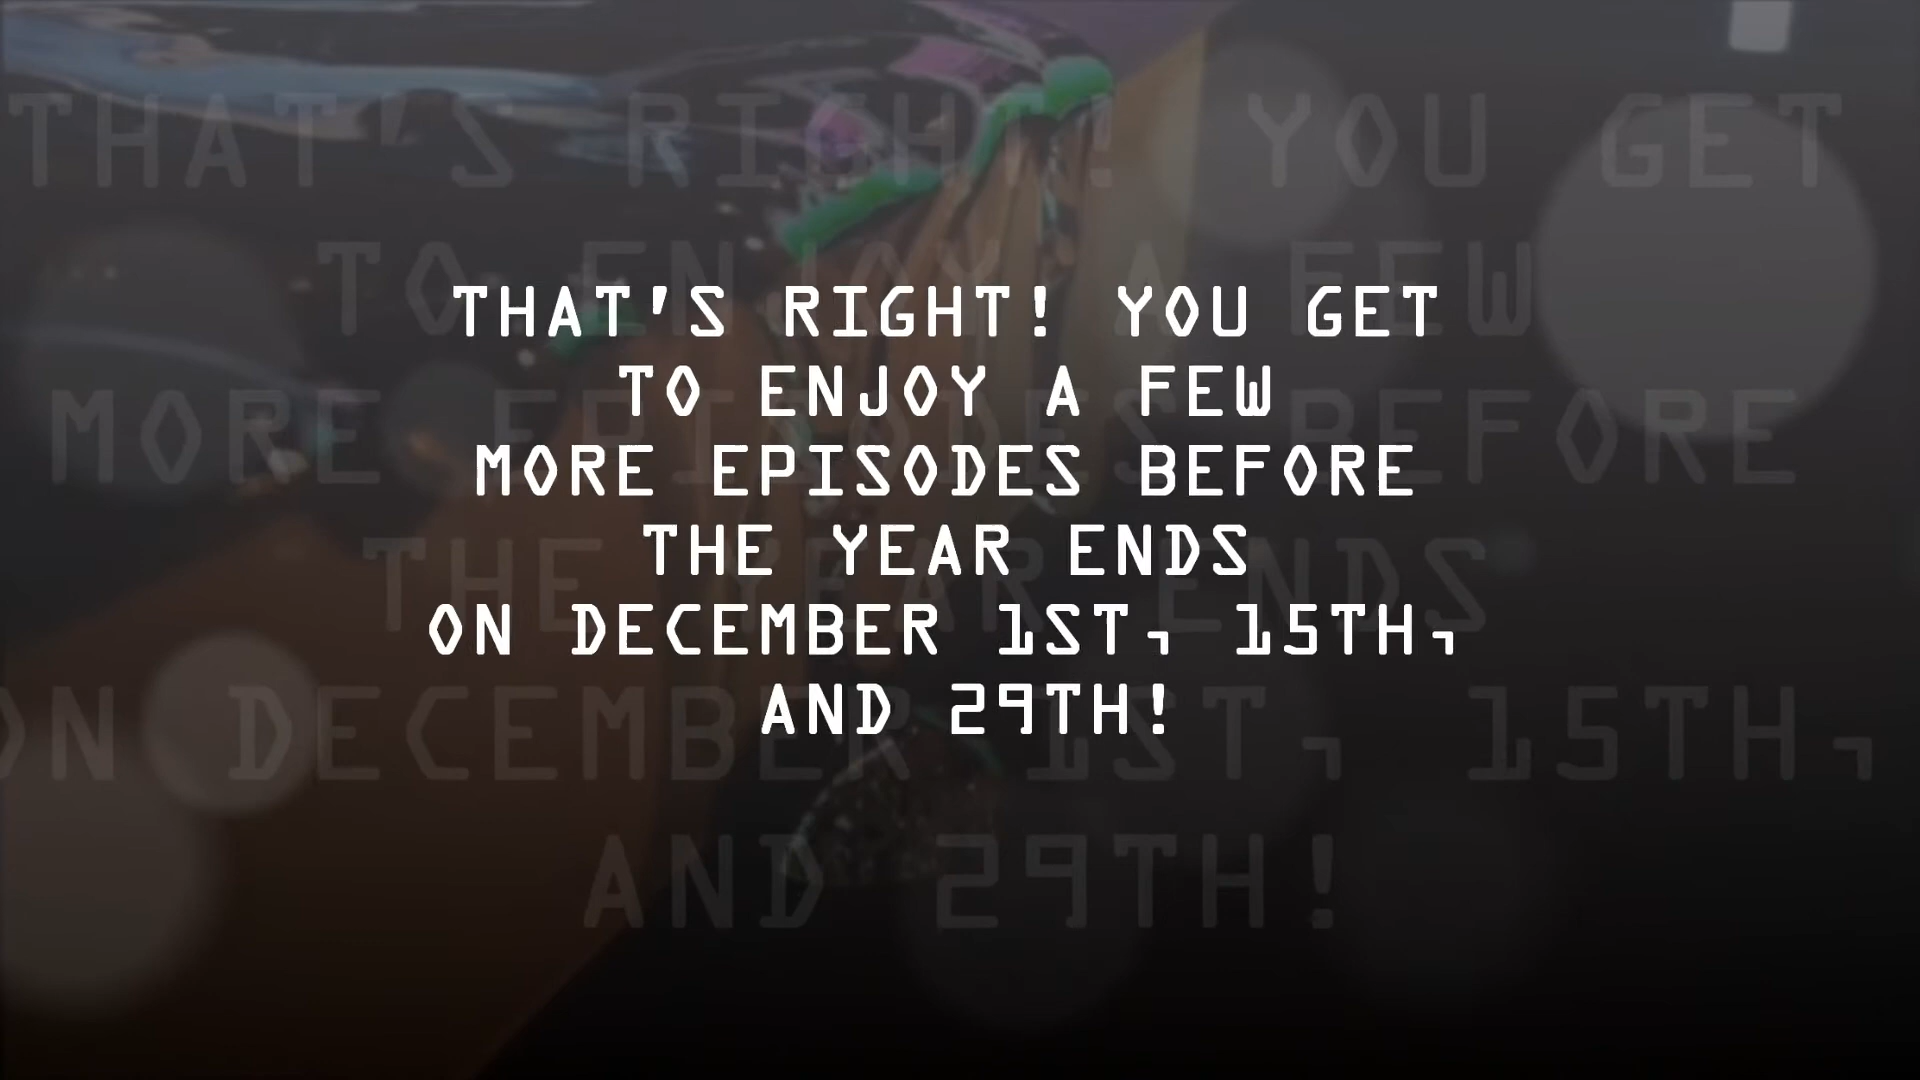 THAT'S RIGHT! YOU GET
TO ENJOY A FEW
MORE EPISODES BEFORE
THE YEAR ENDS
ON DECEMBER 1ST, 15TH,
AND 29TH!